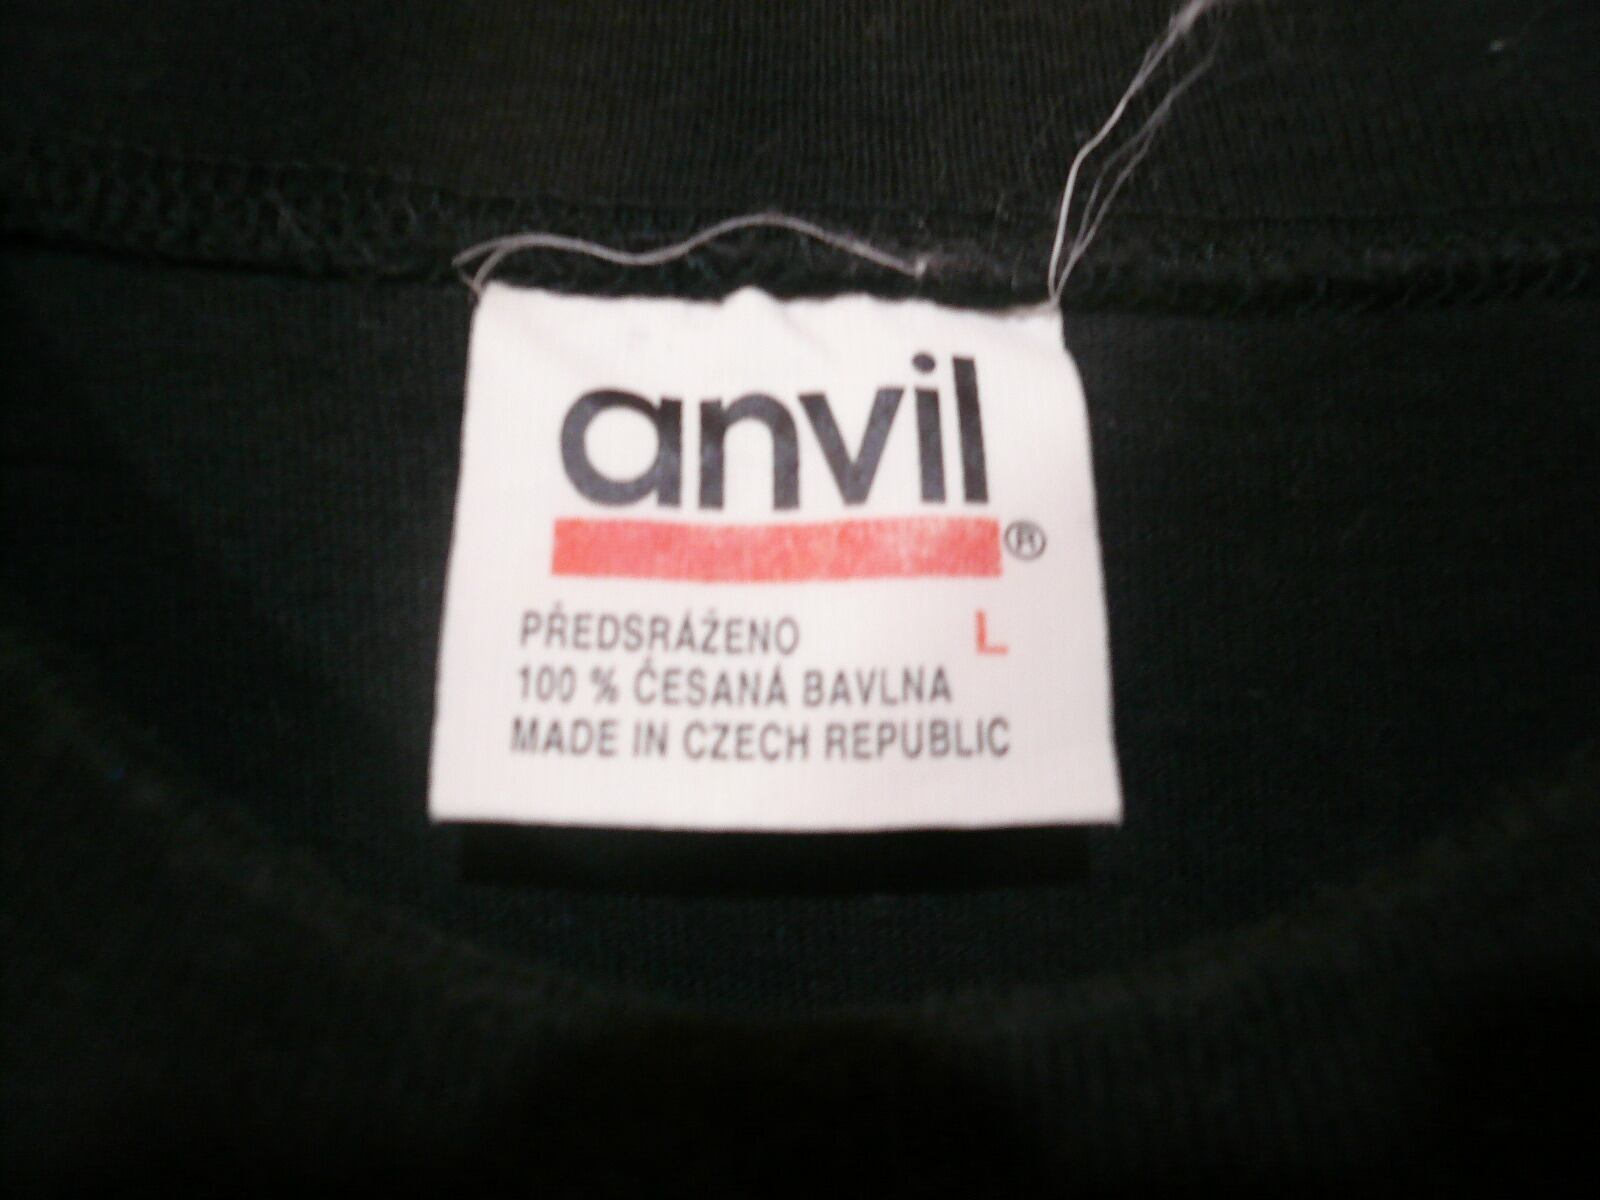 anvil
®
PŘEDSRÁŽENO L
100 % ČESANÁ BAVLNA
MADE IN CZECH REPUBLIC